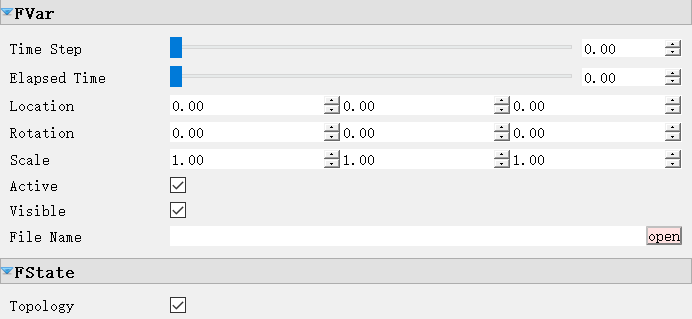 FVar
Time Step 0.00
Elapsed Time 0.00
Location 0.00 0.00 0.00
Rotation 0.00 0.00 0.00
Scale 1.00 1.00 1.00
Active
Visible
File Name open
FState
Topology